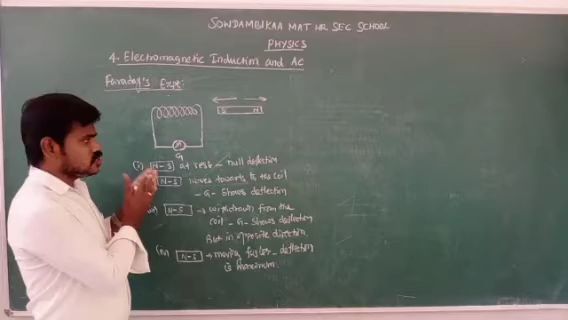 SOWDAMBIKAA MAT HR SEC SCHOOL
PHYSICS
4. Electromagnetic Induction and AC
Faraday's Expt:
S N
G
(i) N-S at rest - null deflection
N-S moves towards to the coil
- G - shows deflection
N-S → withdrawn from the
coil - G - shows deflection
But in opposite direction
(iv) N-S → moving faster - deflection
is maximum.